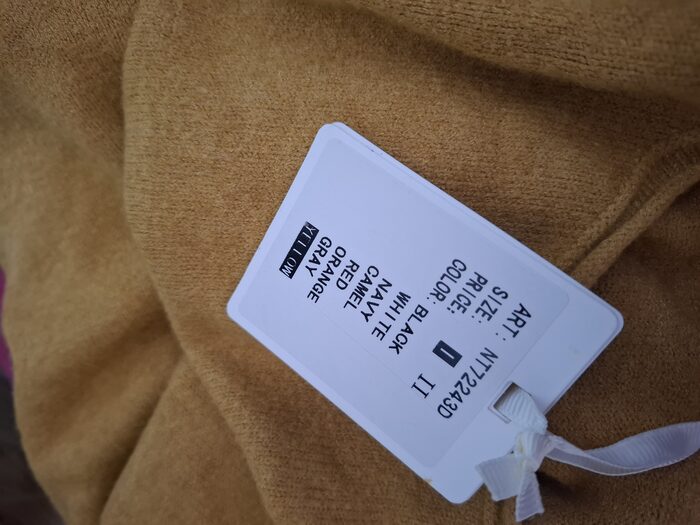 ART: NT72243D
SIZE: I II
PRICE:
COLOR: BLACK
WHITE
NAVY
CAMEL
RED
ORANGE
GRAY
YELLOW